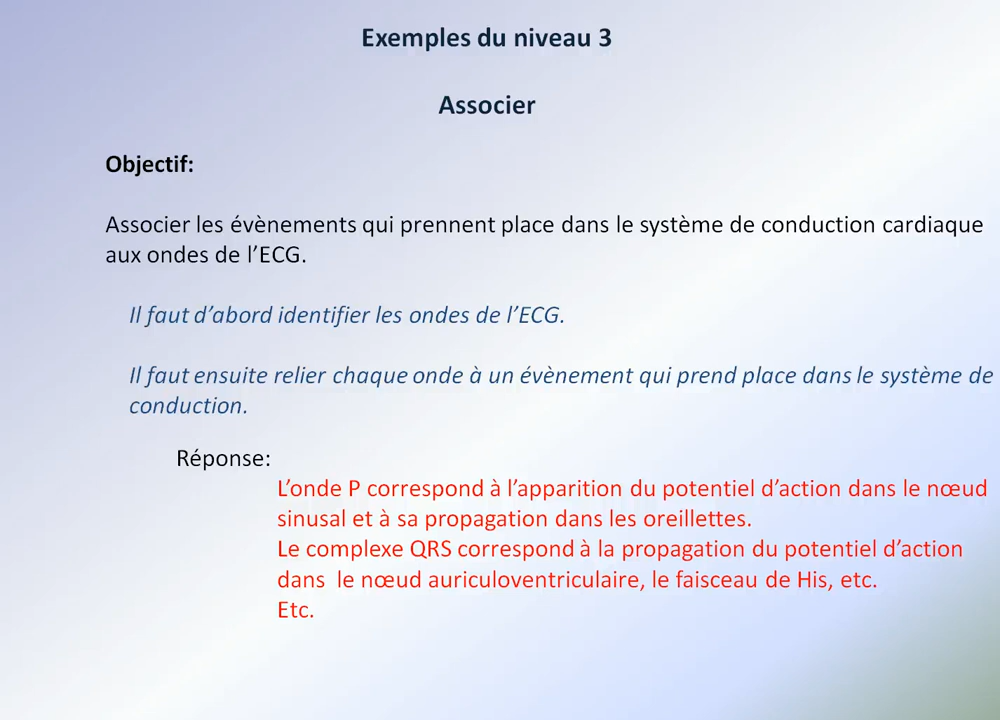 Exemples du niveau 3
Associer
Objectif:
Associer les évènements qui prennent place dans le système de conduction cardiaque
aux ondes de l’ECG.
Il faut d’abord identifier les ondes de l’ECG.
Il faut ensuite relier chaque onde à un évènement qui prend place dans le système de
conduction.
Réponse:
L’onde P correspond à l’apparition du potentiel d’action dans le nœud
sinusal et à sa propagation dans les oreillettes.
Le complexe QRS correspond à la propagation du potentiel d’action
dans le nœud auriculoventriculaire, le faisceau de His, etc.
Etc.